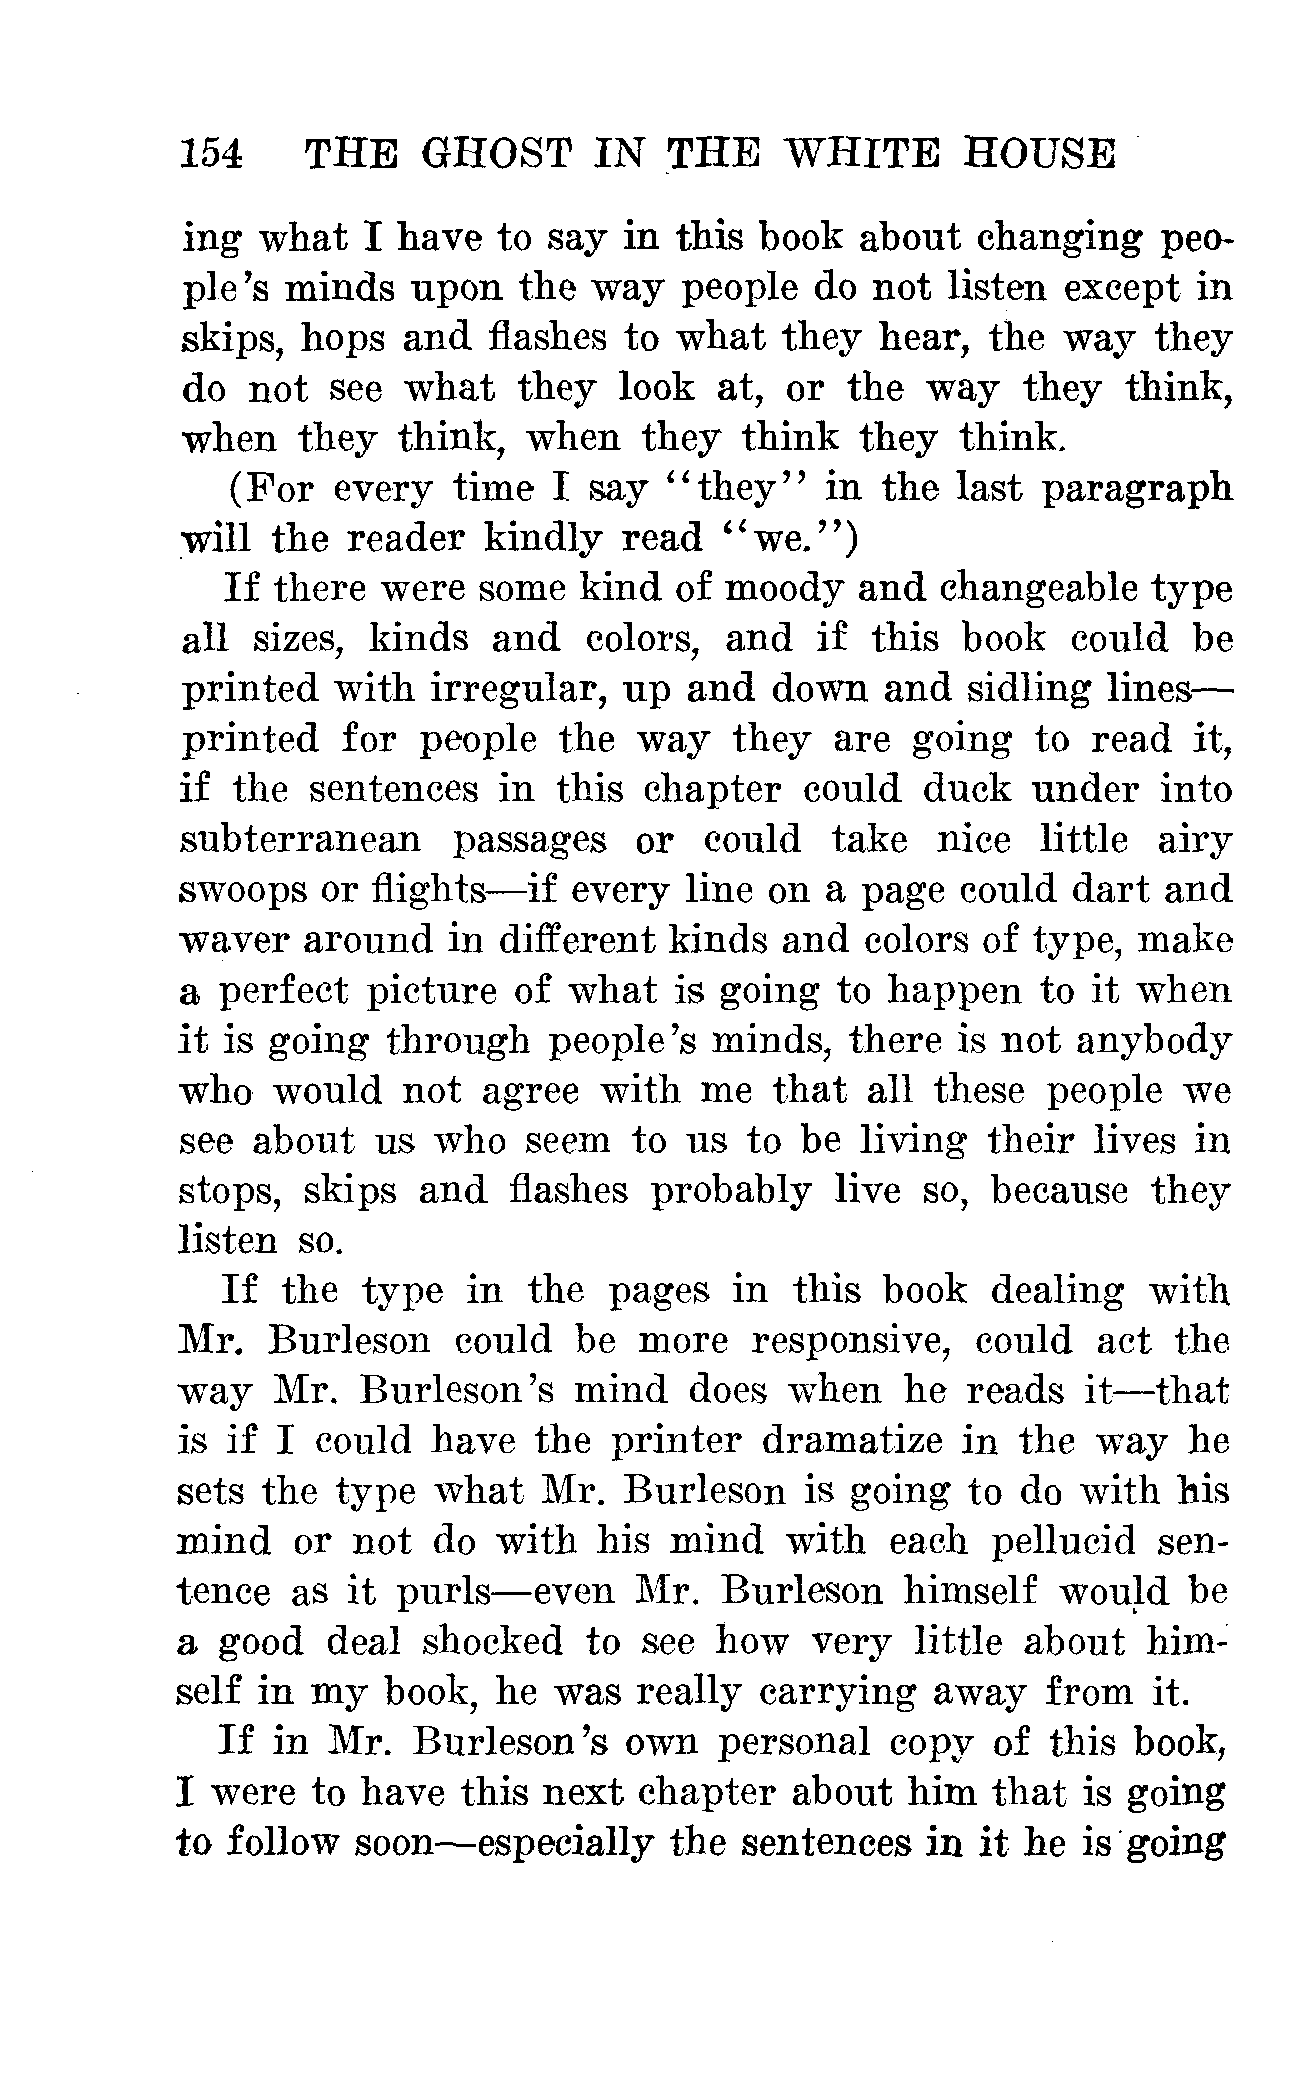 154 THE GHOST IN THE WHITE HOUSE
ing what I have to say in this book about changing peo-
ple's minds upon the way people do not listen except in
skips, hops and flashes to what they hear, the way they
do not see what they look at, or the way they think,
when they think, when they think they think.
(For every time I say "they" in the last paragraph
will the reader kindly read "we.")
If there were some kind of moody and changeable type
all sizes, kinds and colors, and if this book could be
printed with irregular, up and down and sidling lines—
printed for people the way they are going to read it,
if the sentences in this chapter could duck under into
subterranean passages or could take nice little airy
swoops or flights—if every line on a page could dart and
waver around in different kinds and colors of type, make
a perfect picture of what is going to happen to it when
it is going through people's minds, there is not anybody
who would not agree with me that all these people we
see about us who seem to us to be living their lives in
stops, skips and flashes probably live so, because they
listen so.
If the type in the pages in this book dealing with
Mr. Burleson could be more responsive, could act the
way Mr. Burleson's mind does when he reads it—that
is if I could have the printer dramatize in the way he
sets the type what Mr. Burleson is going to do with his
mind or not do with his mind with each pellucid sen-
tence as it purls—even Mr. Burleson himself would be
a good deal shocked to see how very little about him-
self in my book, he was really carrying away from it.
If in Mr. Burleson's own personal copy of this book,
I were to have this next chapter about him that is going
to follow soon—especially the sentences in it he is going